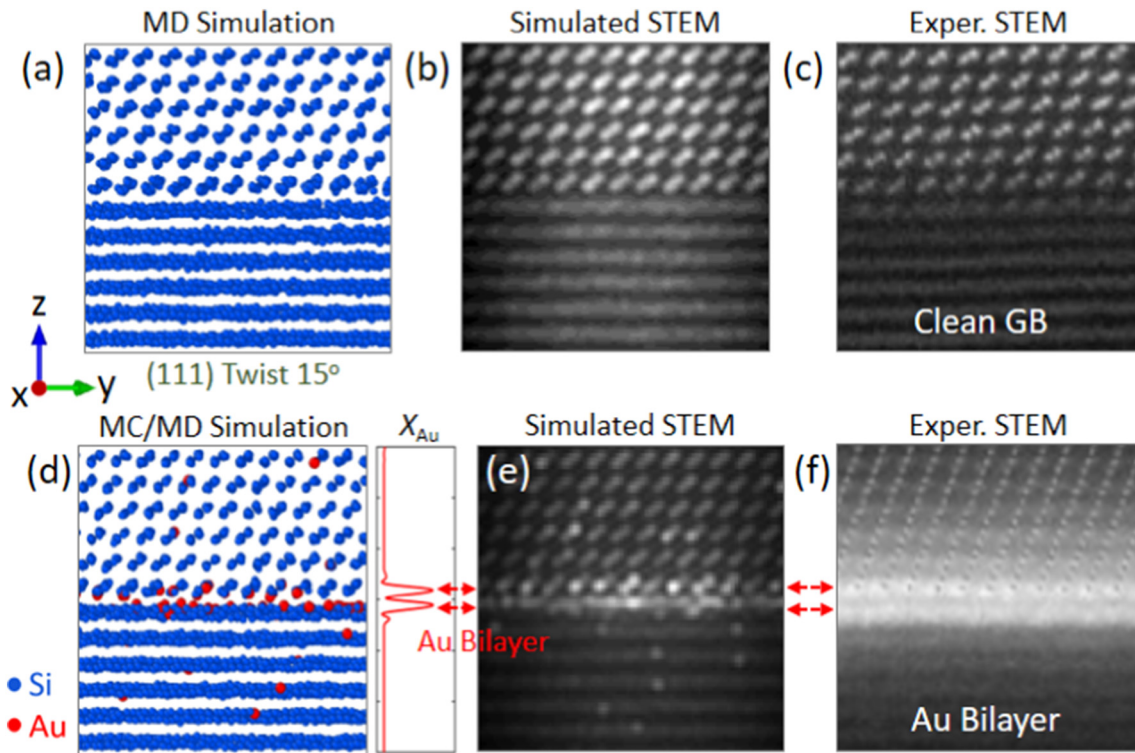 MD Simulation
Simulated STEM
Exper. STEM
(a)
(b)
(c)
Clean GB
z
x
y
(111) Twist 15°
MC/MD Simulation
X_Au
Simulated STEM
Exper. STEM
(d)
(e)
(f)
Au Bilayer
Si
Au
Au Bilayer